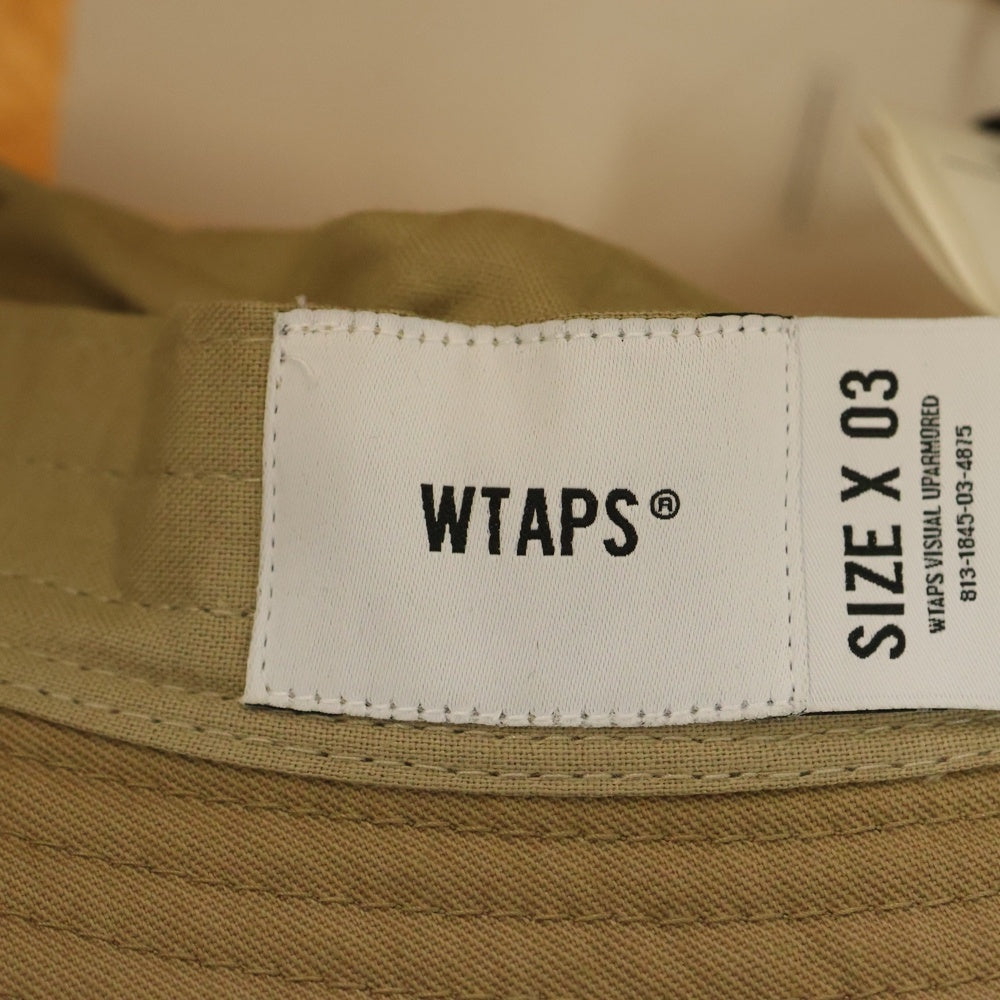 WTAPS®
SIZE X 03
WTAPS VISUAL UPARMORED
813-1845-03-4875